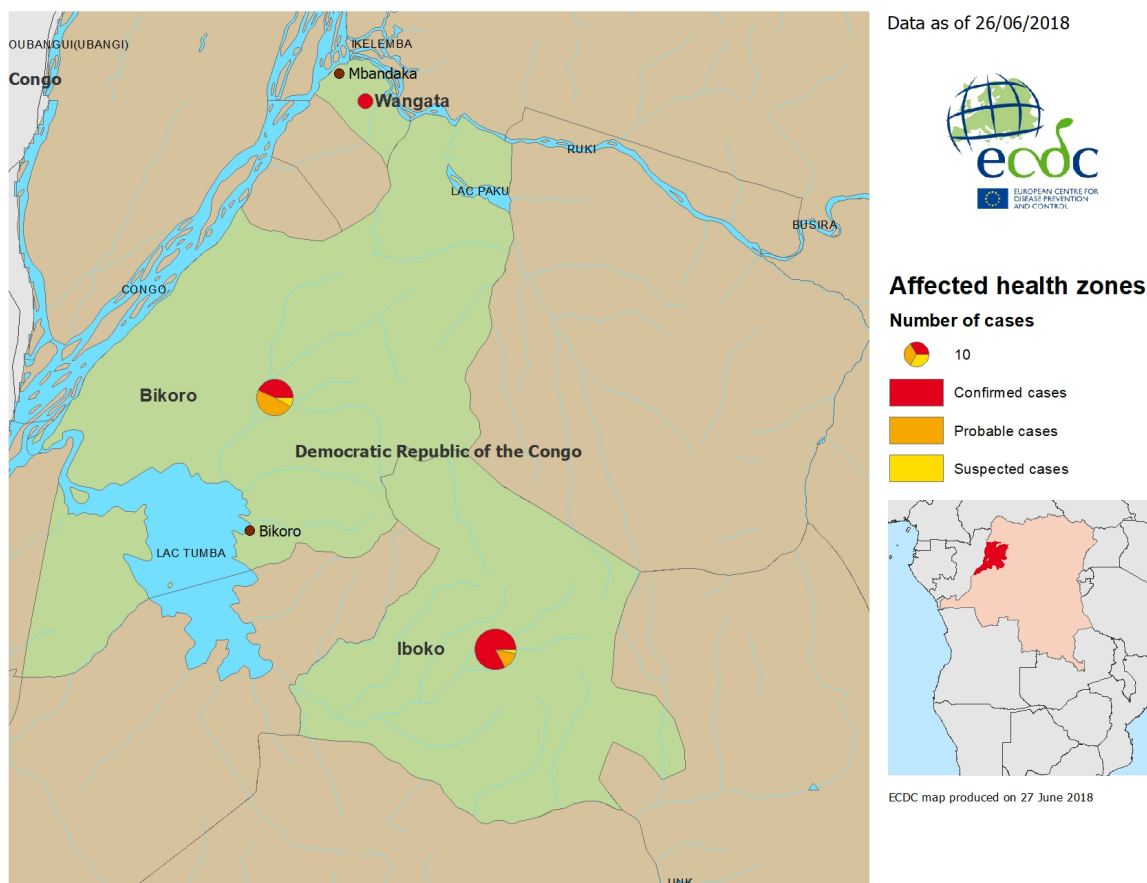 Data as of 26/06/2018
OUBANGUI(UBANGI)
IKELEMBA
Congo
Mbandaka
Wangata
RUKI
LAC PAKU
BUSIRA
CONGO
Bikoro
Democratic Republic of the Congo
Bikoro
LAC TUMBA
Iboko
ecdc
EUROPEAN CENTRE FOR
DISEASE PREVENTION
AND CONTROL
Affected health zones
Number of cases
10
Confirmed cases
Probable cases
Suspected cases
ECDC map produced on 27 June 2018